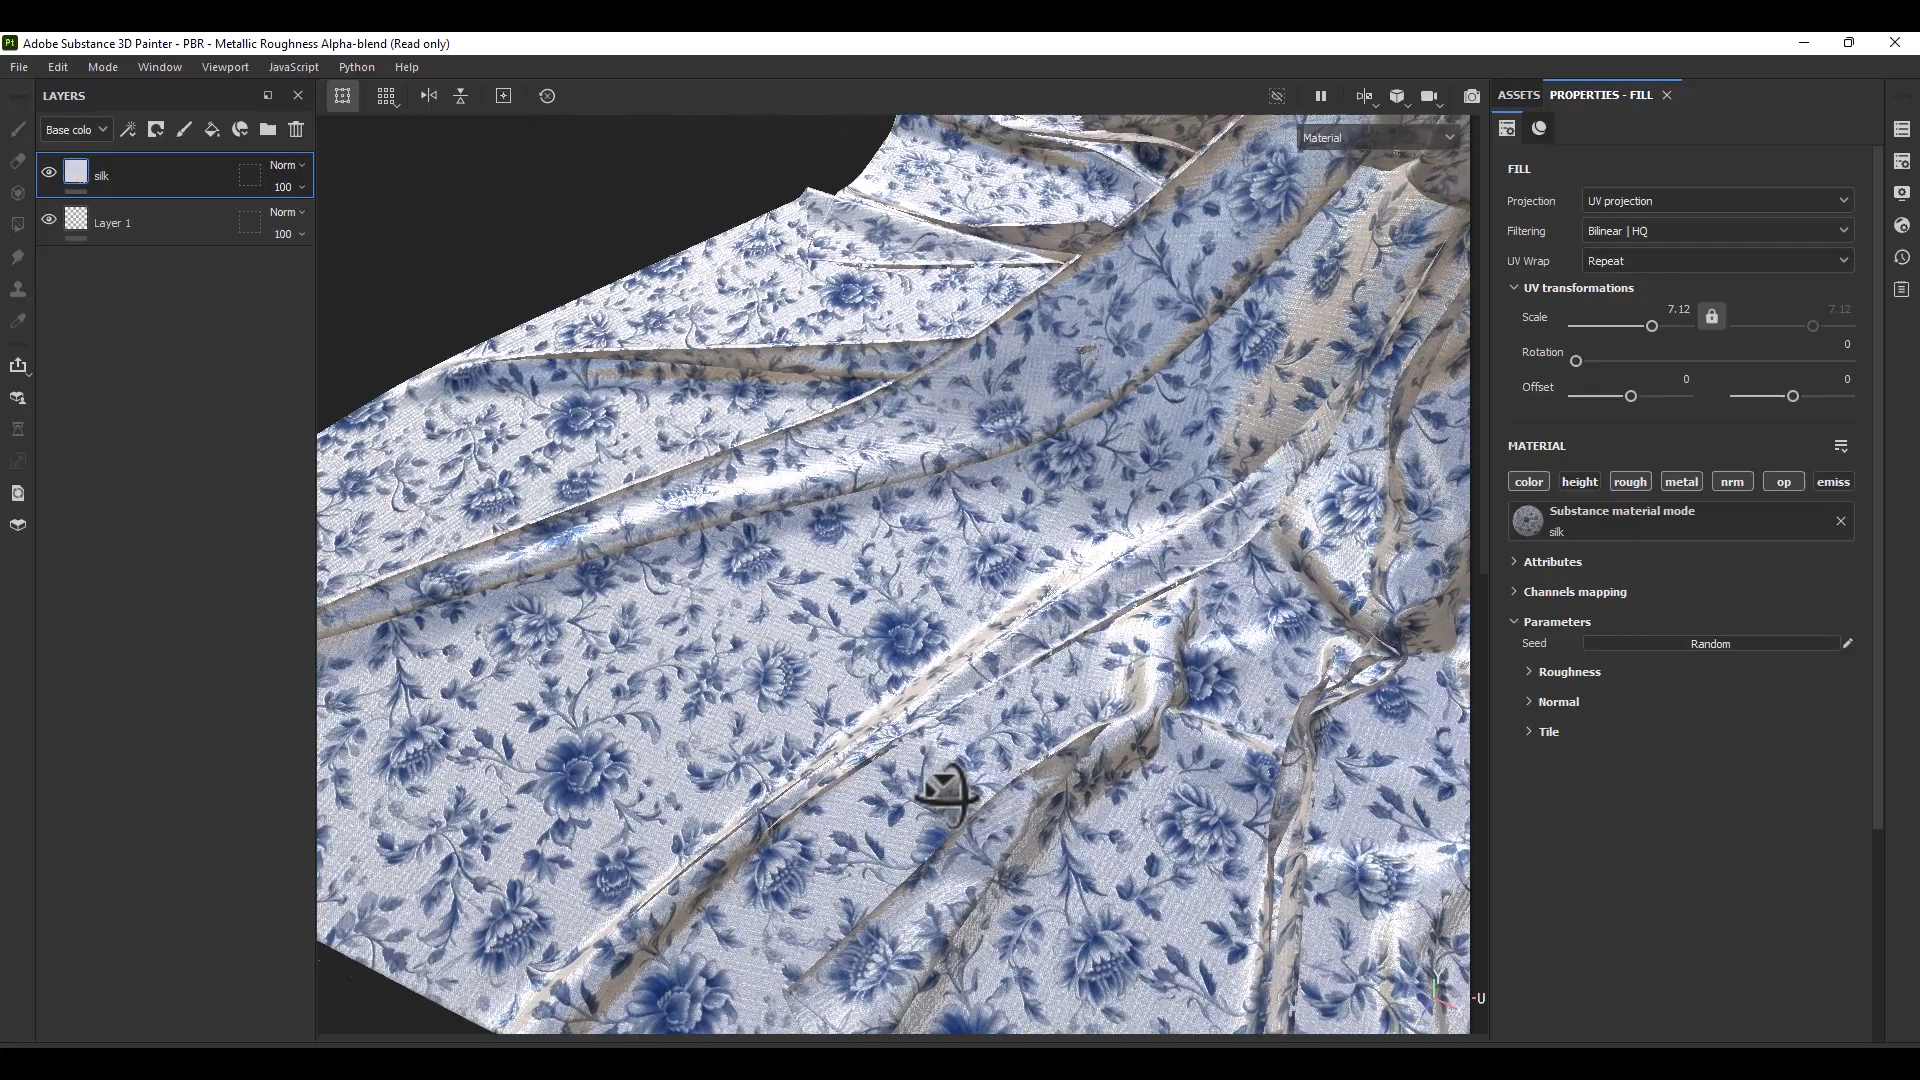 Pt Adobe Substance 3D Painter - PBR - Metallic Roughness Alpha-blend (Read only)
File Edit Mode Window Viewport JavaScript Python Help
LAYERS
Base colo
silk Norm
100
Layer 1 Norm
100
Material
-U
ASSETS PROPERTIES - FILL
FILL
Projection UV projection
Filtering Bilinear | HQ
UV Wrap Repeat
UV transformations
Scale 7.12 7.12
Rotation 0
Offset 0 0
MATERIAL
color height rough metal nrm op emiss
Substance material mode
silk
Attributes
Channels mapping
Parameters
Seed Random
Roughness
Normal
Tile